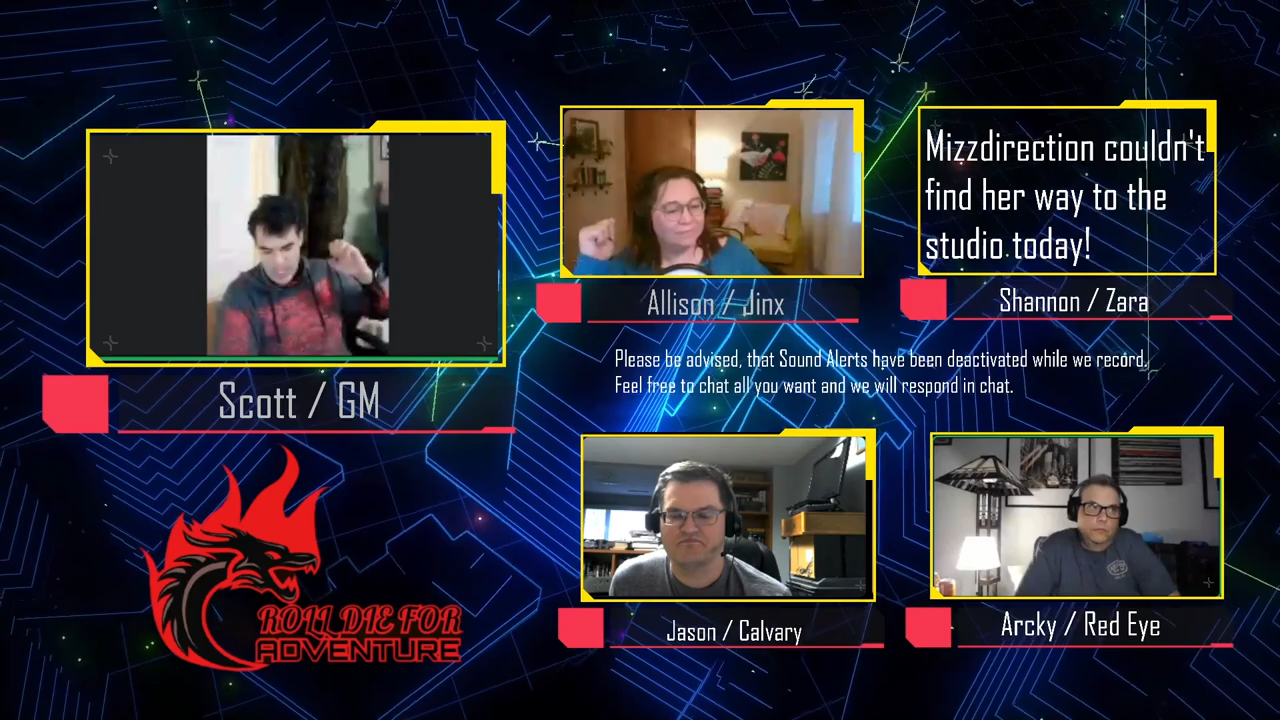 Mizzdirection couldn't
find her way to the
studio today!
Scott / GM
Allison / Jinx
Shannon / Zara
Please be advised, that Sound Alerts have been deactivated while we record.
Feel free to chat all you want and we will respond in chat.
Jason / Calvary
Arcky / Red Eye
ROLL DIE FOR
ADVENTURE